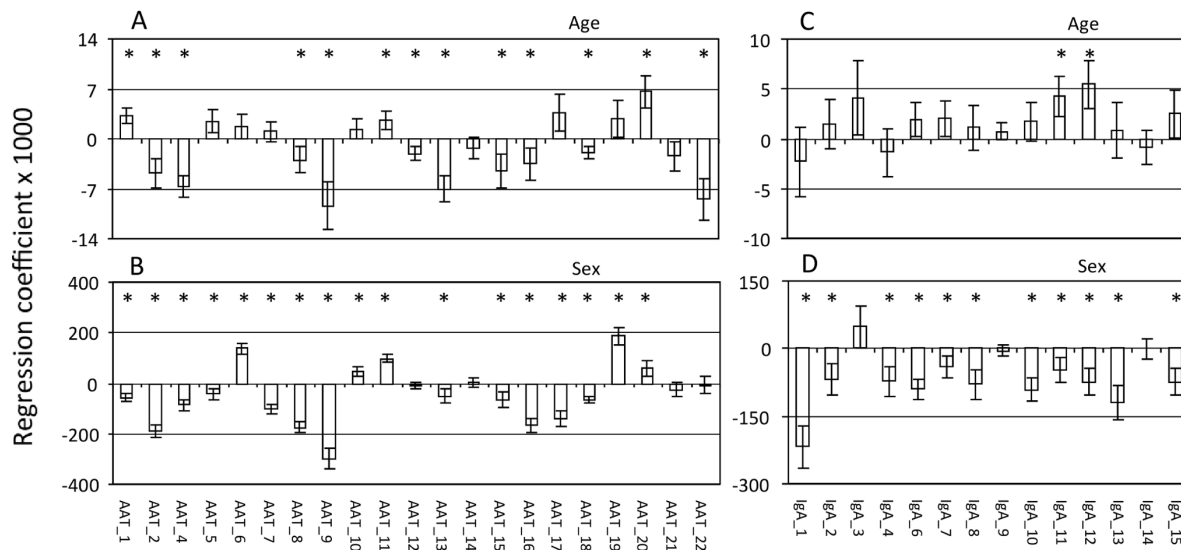 A
Age
14
* * * * * * * * * * * * *
7
0
-7
-14
B
Sex
400
* * * * * * * * * * * * * * * * *
200
0
-200
-400
AAT_1
AAT_2
AAT_4
AAT_5
AAT_6
AAT_7
AAT_8
AAT_9
AAT_10
AAT_11
AAT_12
AAT_13
AAT_14
AAT_15
AAT_16
AAT_17
AAT_18
AAT_19
AAT_20
AAT_21
AAT_22
Regression coefficient x 1000
C
Age
10
* *
5
0
-5
-10
D
Sex
150
* * * * * * * * * * *
0
-150
-300
IgA_1
IgA_2
IgA_3
IgA_4
IgA_6
IgA_7
IgA_8
IgA_9
IgA_10
IgA_11
IgA_12
IgA_13
IgA_14
IgA_15